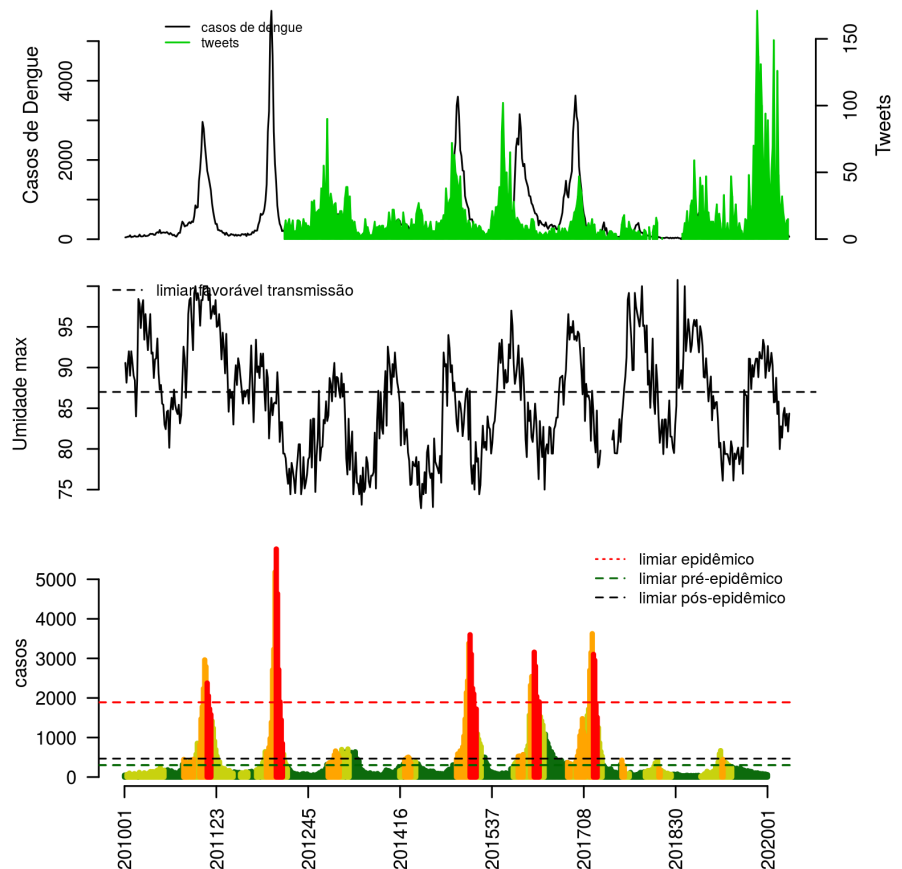 casos de dengue
tweets
Casos de Dengue
0
2000
4000
0
50
100
150
Tweets
limiar favorável transmissão
Umidade max
75
80
85
90
95
limiar epidêmico
limiar pré-epidêmico
limiar pós-epidêmico
casos
0
1000
2000
3000
4000
5000
201001
201123
201245
201416
201537
201708
201830
202001